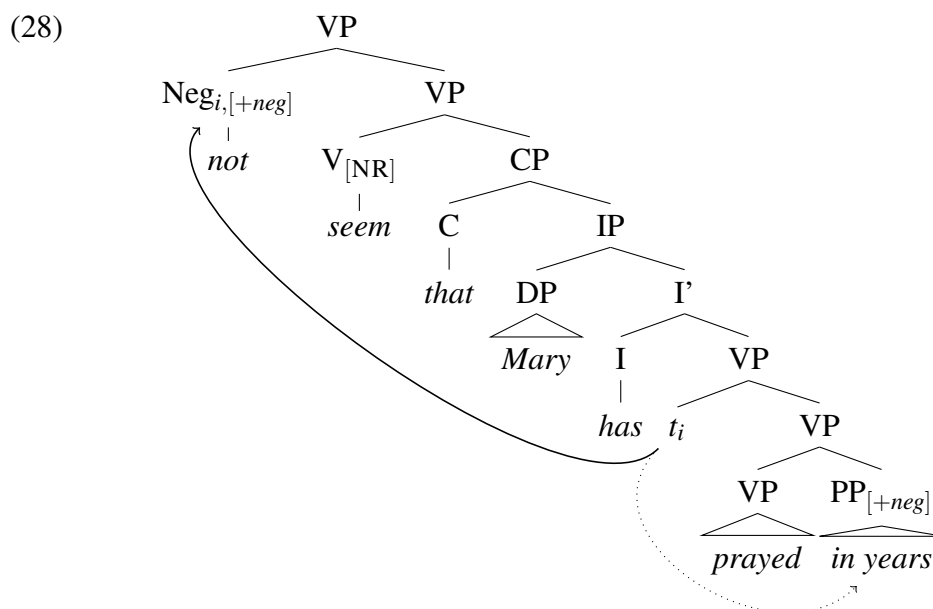 (28) VP
Neg_{i,[+neg]} VP
not V_{[NR]} CP
seem C IP
that DP I'
Mary I VP
has t_i VP
VP PP_{[+neg]}
prayed in years